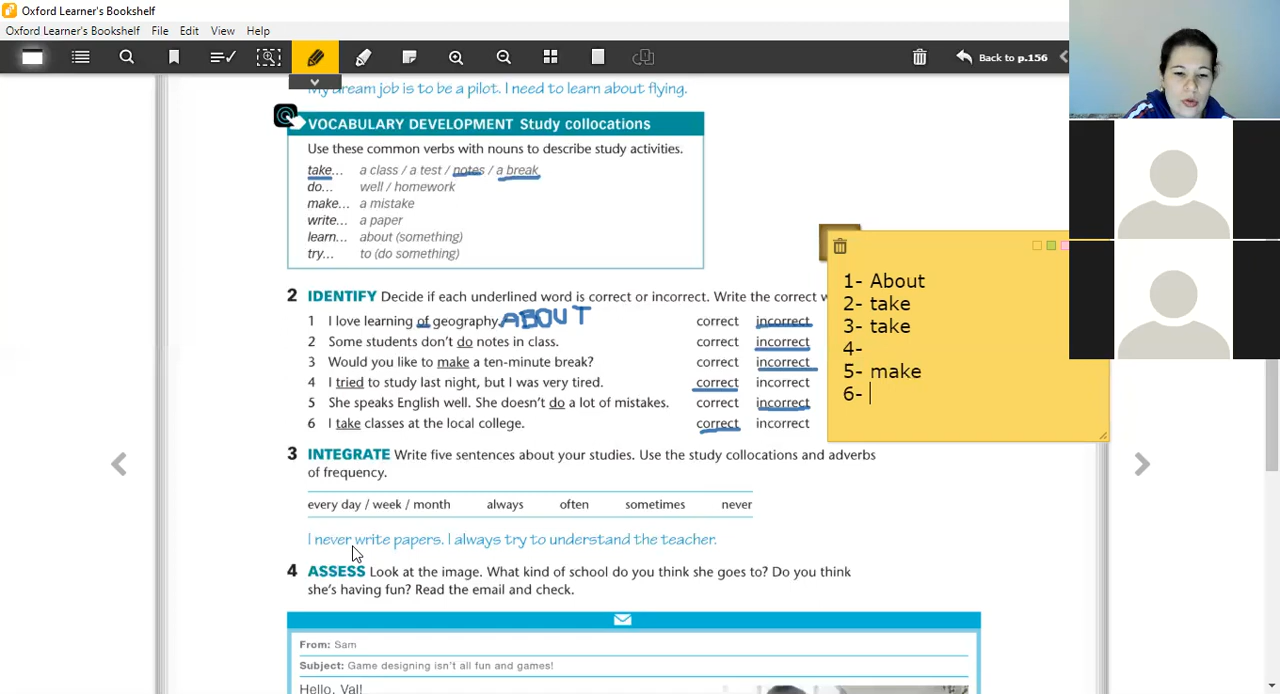 Oxford Learner's Bookshelf
Oxford Learner's Bookshelf File Edit View Help
Back to p.156
My dream job is to be a pilot. I need to learn about flying.
VOCABULARY DEVELOPMENT Study collocations
Use these common verbs with nouns to describe study activities.
take... a class / a test / notes / a break
do... well / homework
make... a mistake
write... a paper
learn... about (something)
try... to (do something)
2 IDENTIFY Decide if each underlined word is correct or incorrect. Write the correct w
1 I love learning of geography. ABOUT correct incorrect
2 Some students don't do notes in class. correct incorrect
3 Would you like to make a ten-minute break? correct incorrect
4 I tried to study last night, but I was very tired. correct incorrect
5 She speaks English well. She doesn't do a lot of mistakes. correct incorrect
6 I take classes at the local college. correct incorrect
1- About
2- take
3- take
4-
5- make
6-
3 INTEGRATE Write five sentences about your studies. Use the study collocations and adverbs
of frequency.
every day / week / month always often sometimes never
I never write papers. I always try to understand the teacher.
4 ASSESS Look at the image. What kind of school do you think she goes to? Do you think
she's having fun? Read the email and check.
From: Sam
Subject: Game designing isn't all fun and games!
Hello, Val!